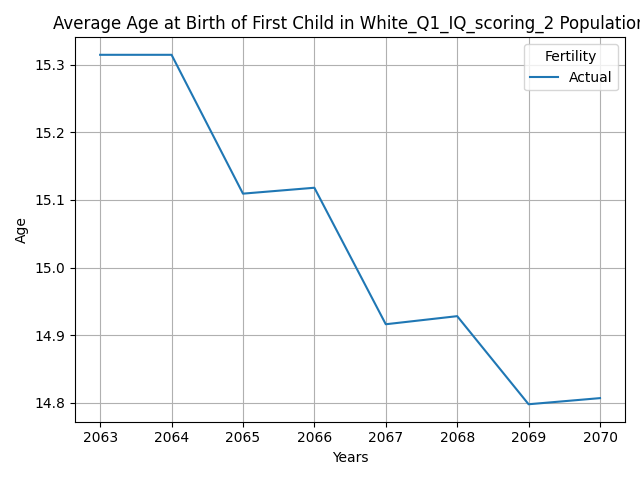 Average Age at Birth of First Child in White_Q1_IQ_scoring_2 Population
Fertility
Actual
15.3
15.2
15.1
15.0
14.9
14.8
Age
2063 2064 2065 2066 2067 2068 2069 2070
Years